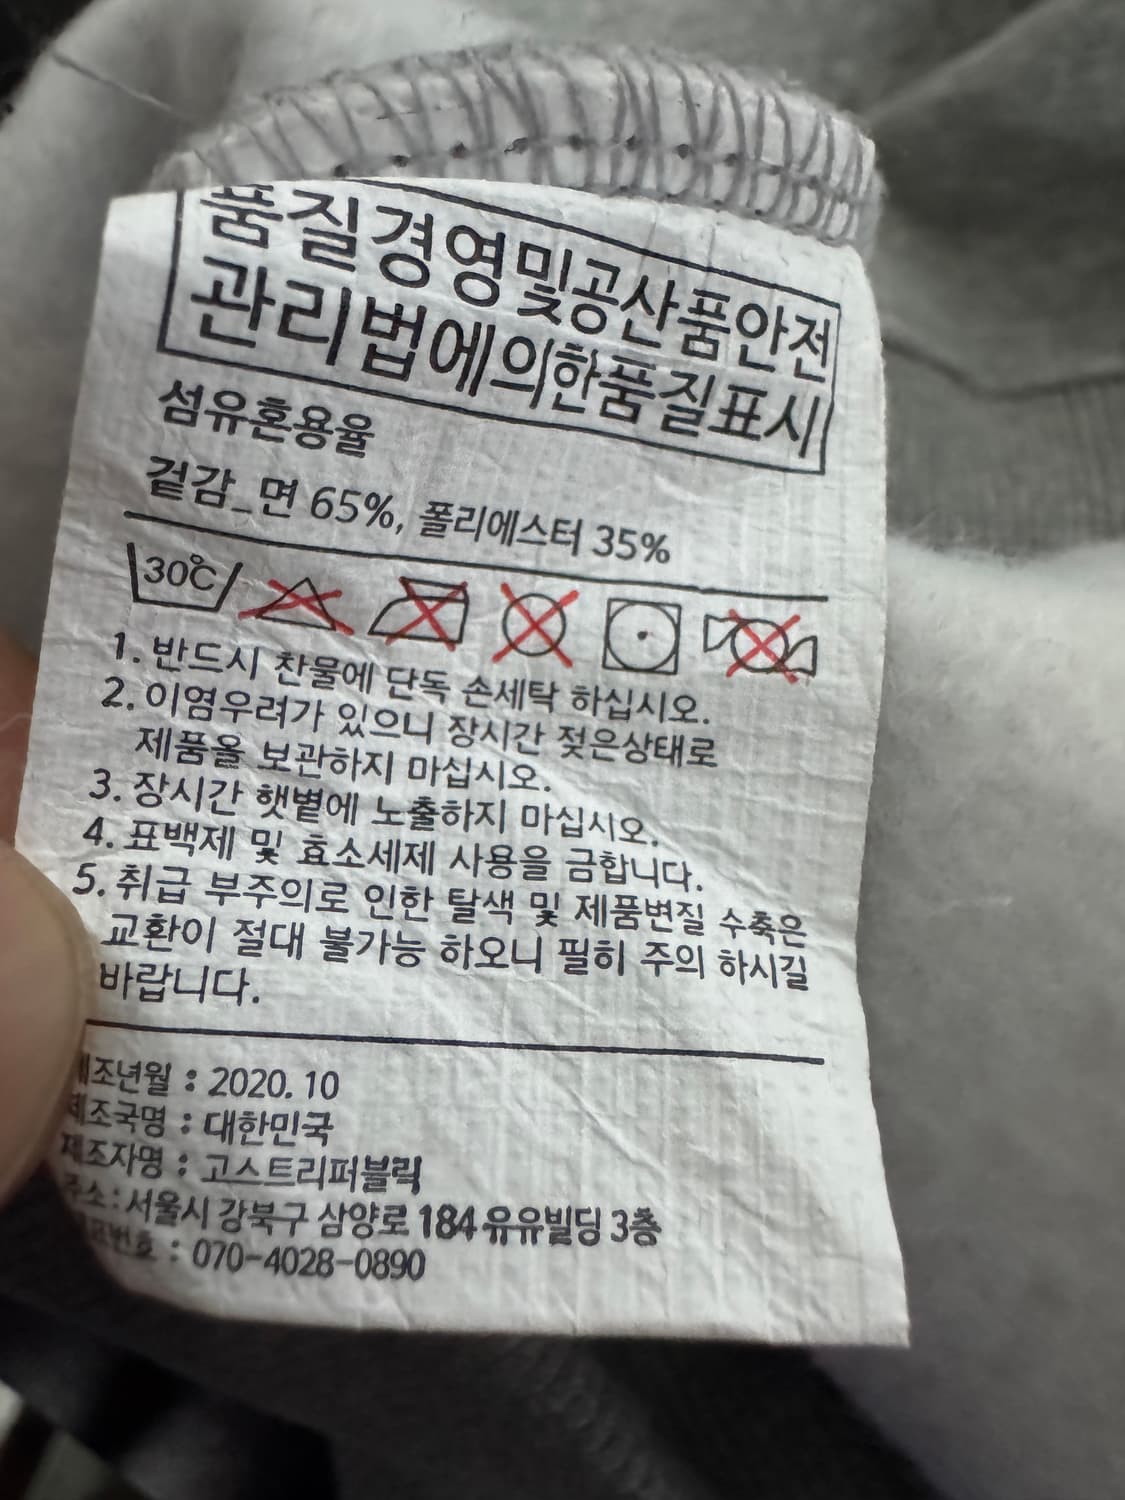 품질경영및공산품안전
관리법에의한품질표시
섬유혼용율
겉감_면 65%, 폴리에스터 35%
30℃
1. 반드시 찬물에 단독 손세탁 하십시오.
2. 이염우려가 있으니 장시간 젖은상태로
제품올 보관하지 마십시오.
3. 장시간 햇볕에 노출하지 마십시오.
4. 표백제 및 효소세제 사용을 금합니다.
5. 취급 부주의로 인한 탈색 및 제품변질 수축은
교환이 절대 불가능 하오니 필히 주의 하시길
바랍니다.
제조년월 : 2020. 10
제조국명 : 대한민국
제조자명 : 고스트리퍼블릭
주소 : 서울시 강북구 삼양로 184 유유빌딩 3층
: 070-4028-0890